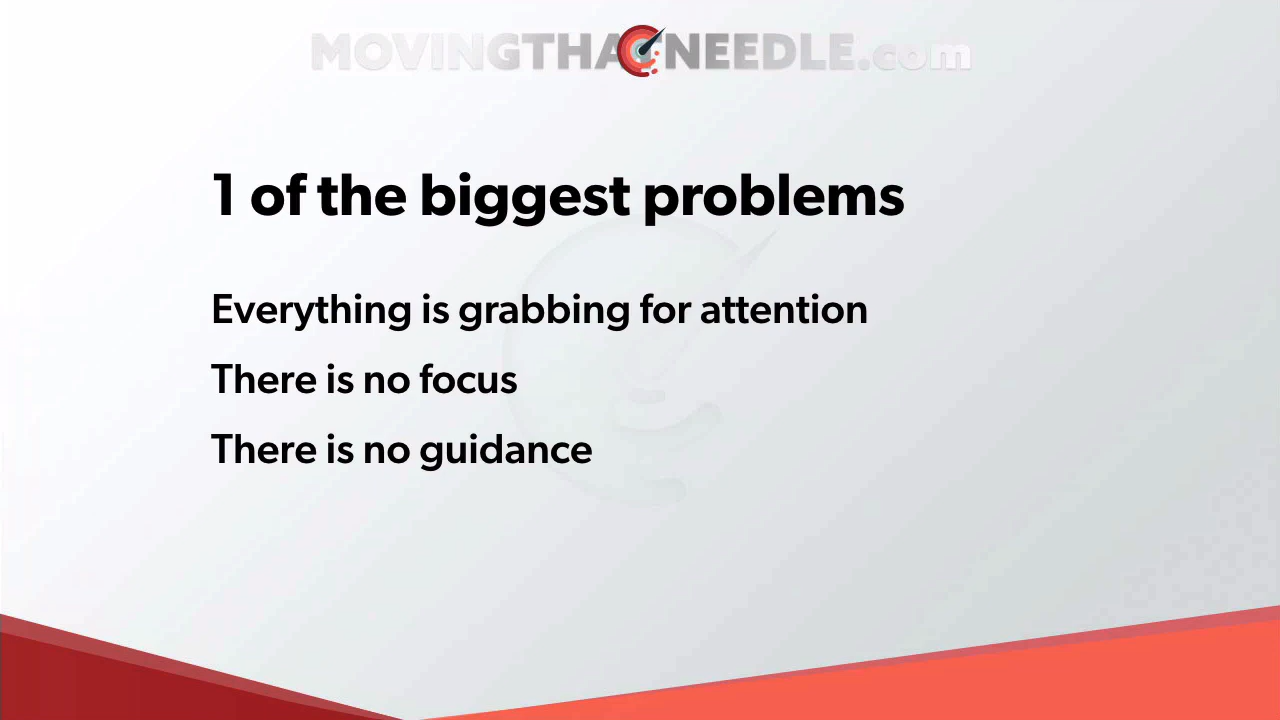 MOVINGTHATNEEDLE.com
1 of the biggest problems
Everything is grabbing for attention
There is no focus
There is no guidance